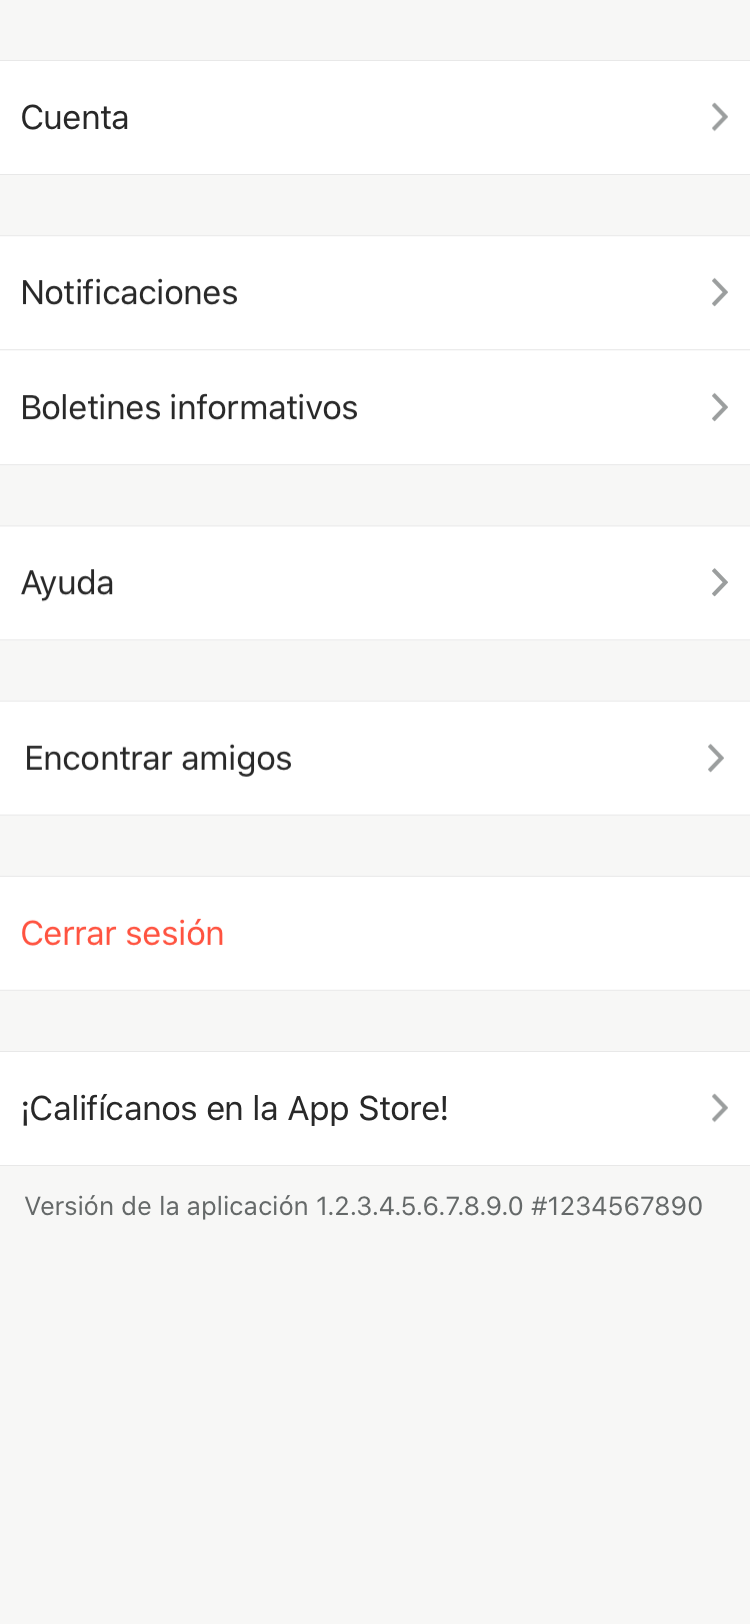 Cuenta
Notificaciones
Boletines informativos
Ayuda
Encontrar amigos
Cerrar sesión
¡Califícanos en la App Store!
Versión de la aplicación 1.2.3.4.5.6.7.8.9.0 #1234567890